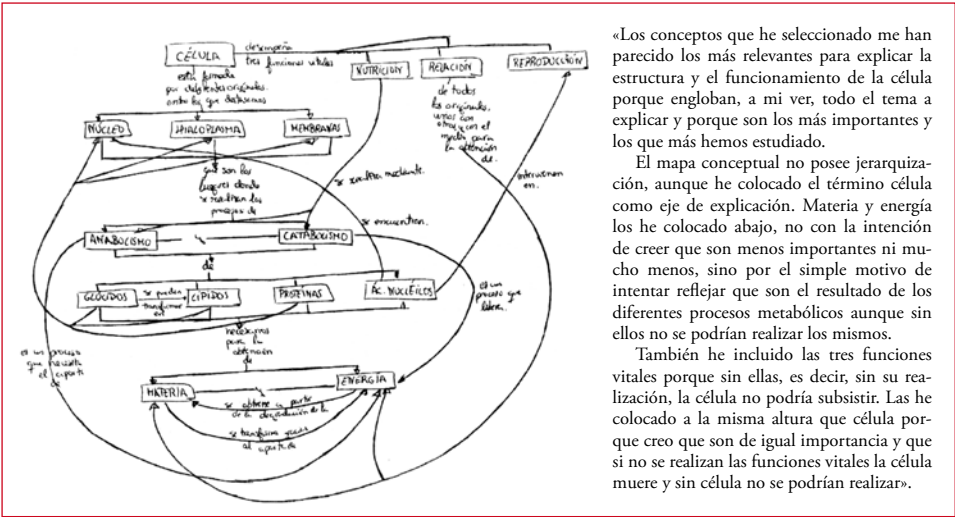 CÉLULA
desempeña
tres funciones vitales
NUTRICIÓN
RELACIÓN
REPRODUCCIÓN
está formada
por diferentes orgánulos.
entre los que destacamos
de todos
los orgánulos,
unos con
otros y con el
medio para
la obtención
de.
NÚCLEO
HIALOPLASMA
MEMBRANAS
que son los
lugares donde
se realizan los
procesos de
se realiza mediante.
intervienen
en.
se encuentran.
ANABOLISMO
CATABOLISMO
de
GLÚCIDOS
se pueden
transformar
en
LÍPIDOS
PROTEÍNAS
ÁC. NUCLEICOS
es un
proceso que
libera.
necesarios
para la
obtención
de
es un proceso
que necesita
el aporte
de
MATERIA
ENERGÍA
se obtiene a partir
de la degradación de la
se transforma gracias
al aporte de
«Los conceptos que he seleccionado me han
parecido los más relevantes para explicar la
estructura y el funcionamiento de la célula
porque engloban, a mi ver, todo el tema a
explicar y porque son los más importantes y
los que más hemos estudiado.
El mapa conceptual no posee jerarquiza-
ción, aunque he colocado el término célula
como eje de explicación. Materia y energía
los he colocado abajo, no con la intención
de creer que son menos importantes ni mu-
cho menos, sino por el simple motivo de
intentar reflejar que son el resultado de los
diferentes procesos metabólicos aunque sin
ellos no se podrían realizar los mismos.
También he incluido las tres funciones
vitales porque sin ellas, es decir, sin su rea-
lización, la célula no podría subsistir. Las he
colocado a la misma altura que célula por-
que creo que son de igual importancia y que
si no se realizan las funciones vitales la célula
muere y sin célula no se podrían realizar».